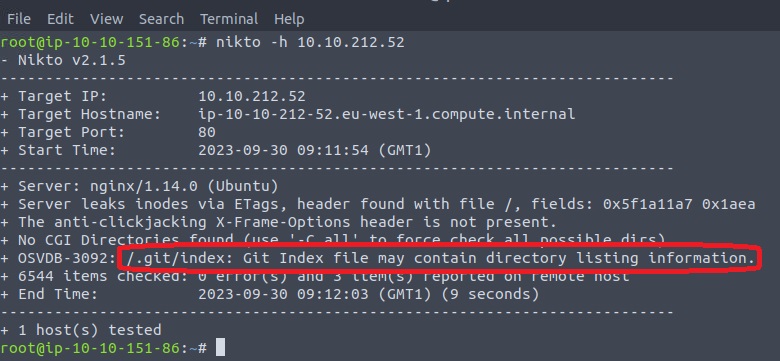 File Edit View Search Terminal Help
root@ip-10-10-151-86:~# nikto -h 10.10.212.52
- Nikto v2.1.5
---------------------------------------------------------------------------
+ Target IP: 10.10.212.52
+ Target Hostname: ip-10-10-212-52.eu-west-1.compute.internal
+ Target Port: 80
+ Start Time: 2023-09-30 09:11:54 (GMT1)
---------------------------------------------------------------------------
+ Server: nginx/1.14.0 (Ubuntu)
+ Server leaks inodes via ETags, header found with file /, fields: 0x5f1a11a7 0x1aea
+ The anti-clickjacking X-Frame-Options header is not present.
+ No CGI Directories found (use '-C all' to force check all possible dirs)
+ OSVDB-3092: /.git/index: Git Index file may contain directory listing information.
+ 6544 items checked: 0 error(s) and 3 item(s) reported on remote host
+ End Time: 2023-09-30 09:12:03 (GMT1) (9 seconds)
---------------------------------------------------------------------------
+ 1 host(s) tested
root@ip-10-10-151-86:~#